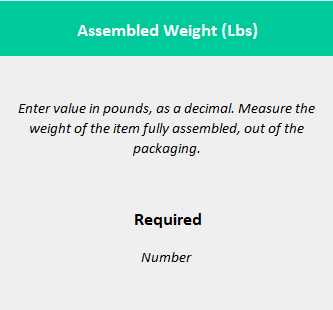 Assembled Weight (Lbs)
Enter value in pounds, as a decimal. Measure the
weight of the item fully assembled, out of the
packaging.
Required
Number